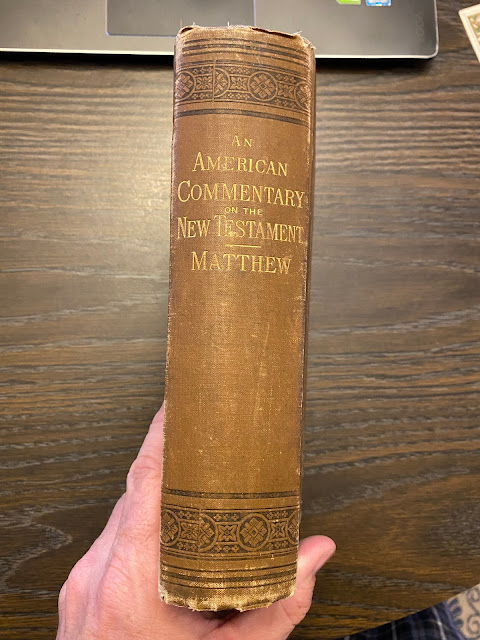 AN
AMERICAN
COMMENTARY
ON THE
NEW TESTAMENT
MATTHEW